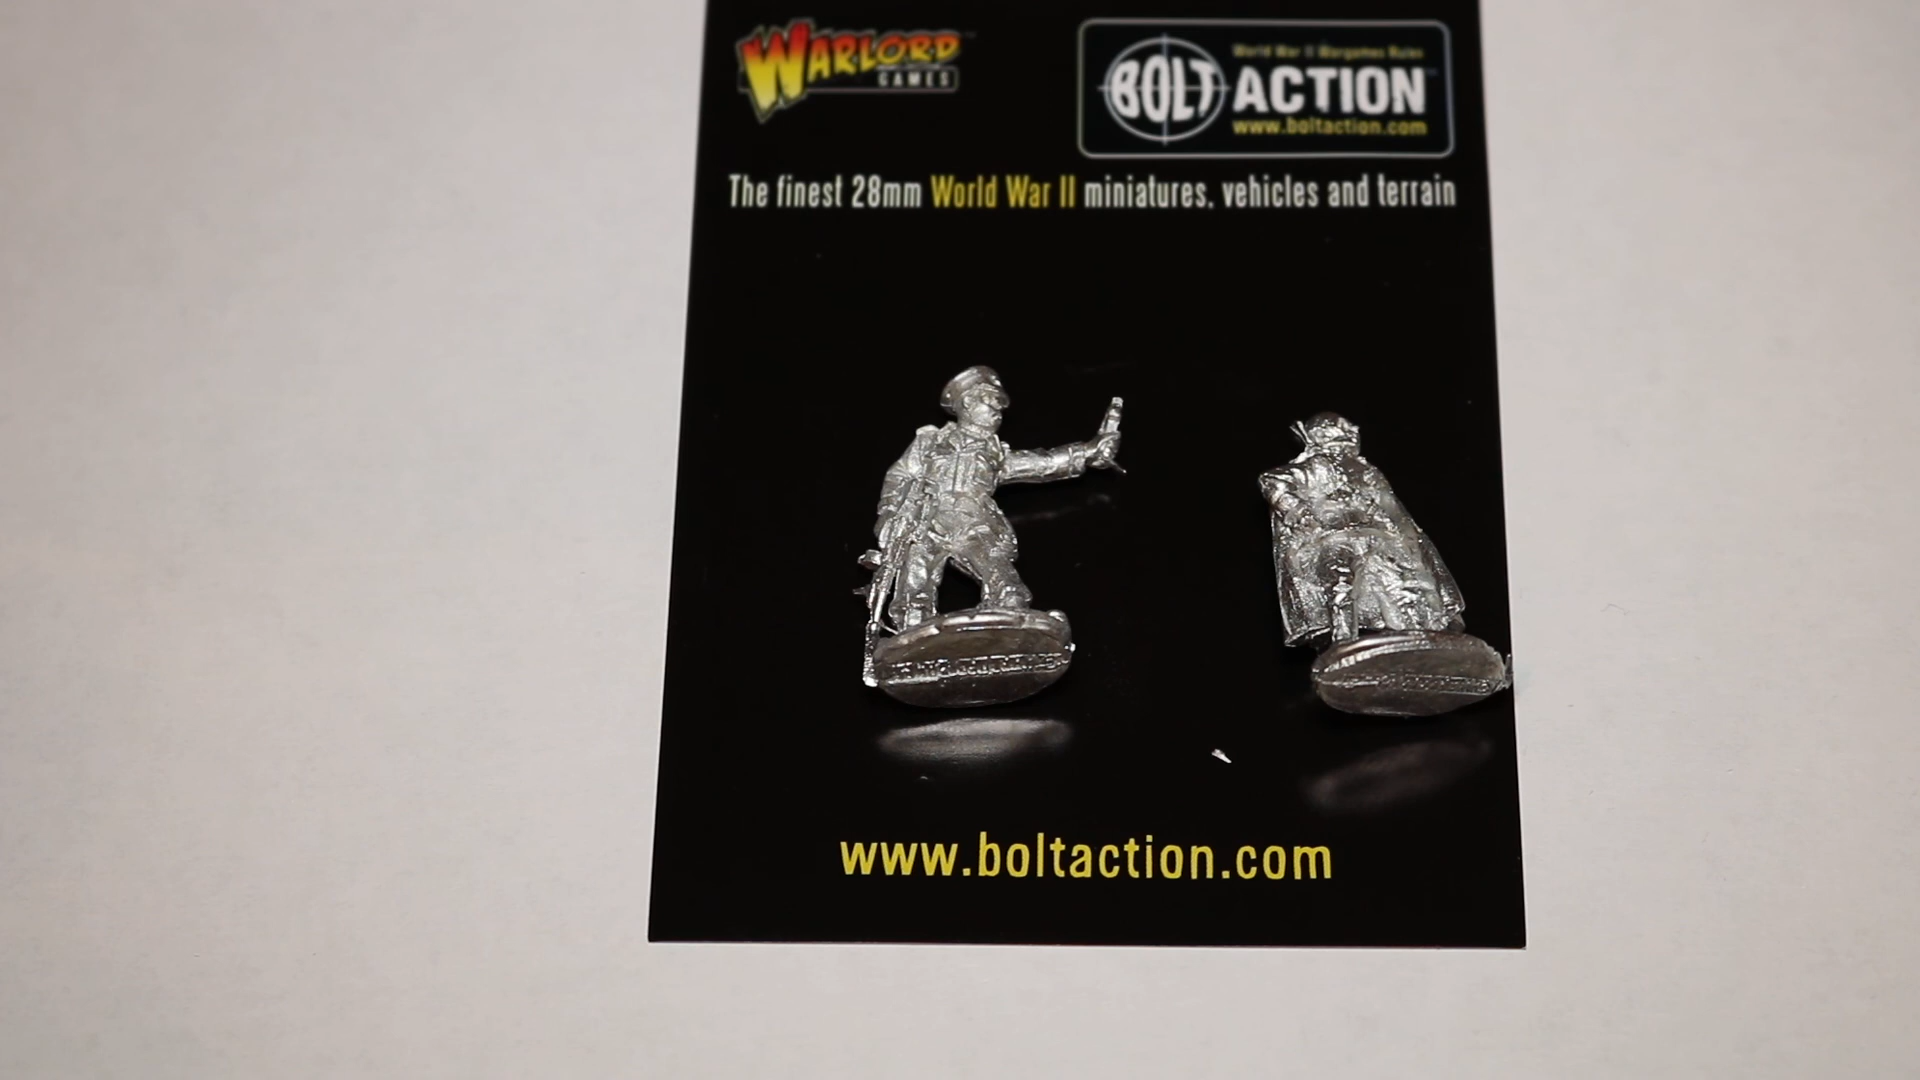 WARLORD
GAMES
World War II Wargames Rules
BOLT ACTION
www.boltaction.com
The finest 28mm World War II miniatures, vehicles and terrain
www.boltaction.com